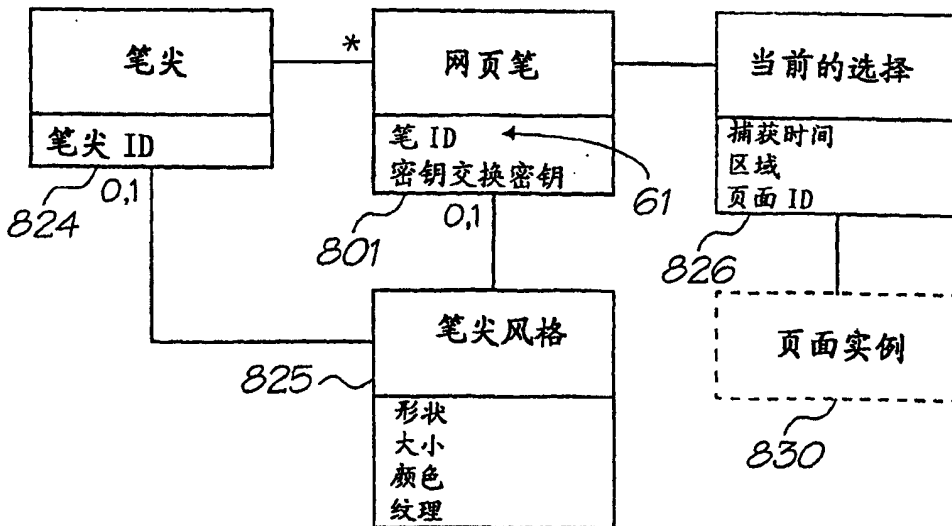 笔尖
笔尖 ID
824
0,1
*
网页笔
笔 ID
密钥交换密钥
801
0,1
61
当前的选择
捕获时间
区域
页面 ID
826
笔尖风格
形状
大小
颜色
纹理
825
页面实例
830